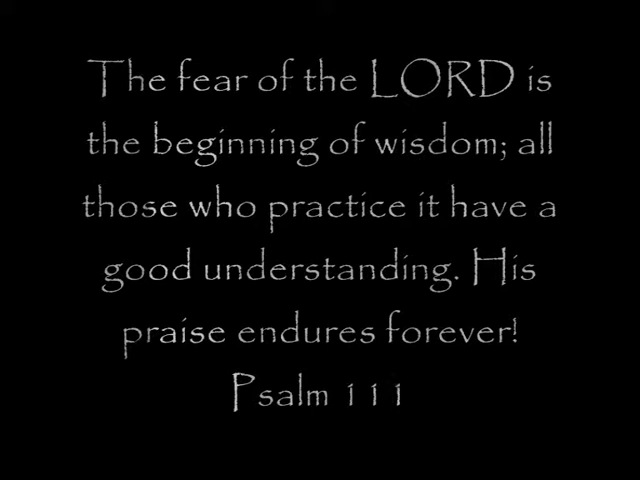 The fear of the LORD is
the beginning of wisdom; all
those who practice it have a
good understanding. His
praise endures forever!
Psalm 111